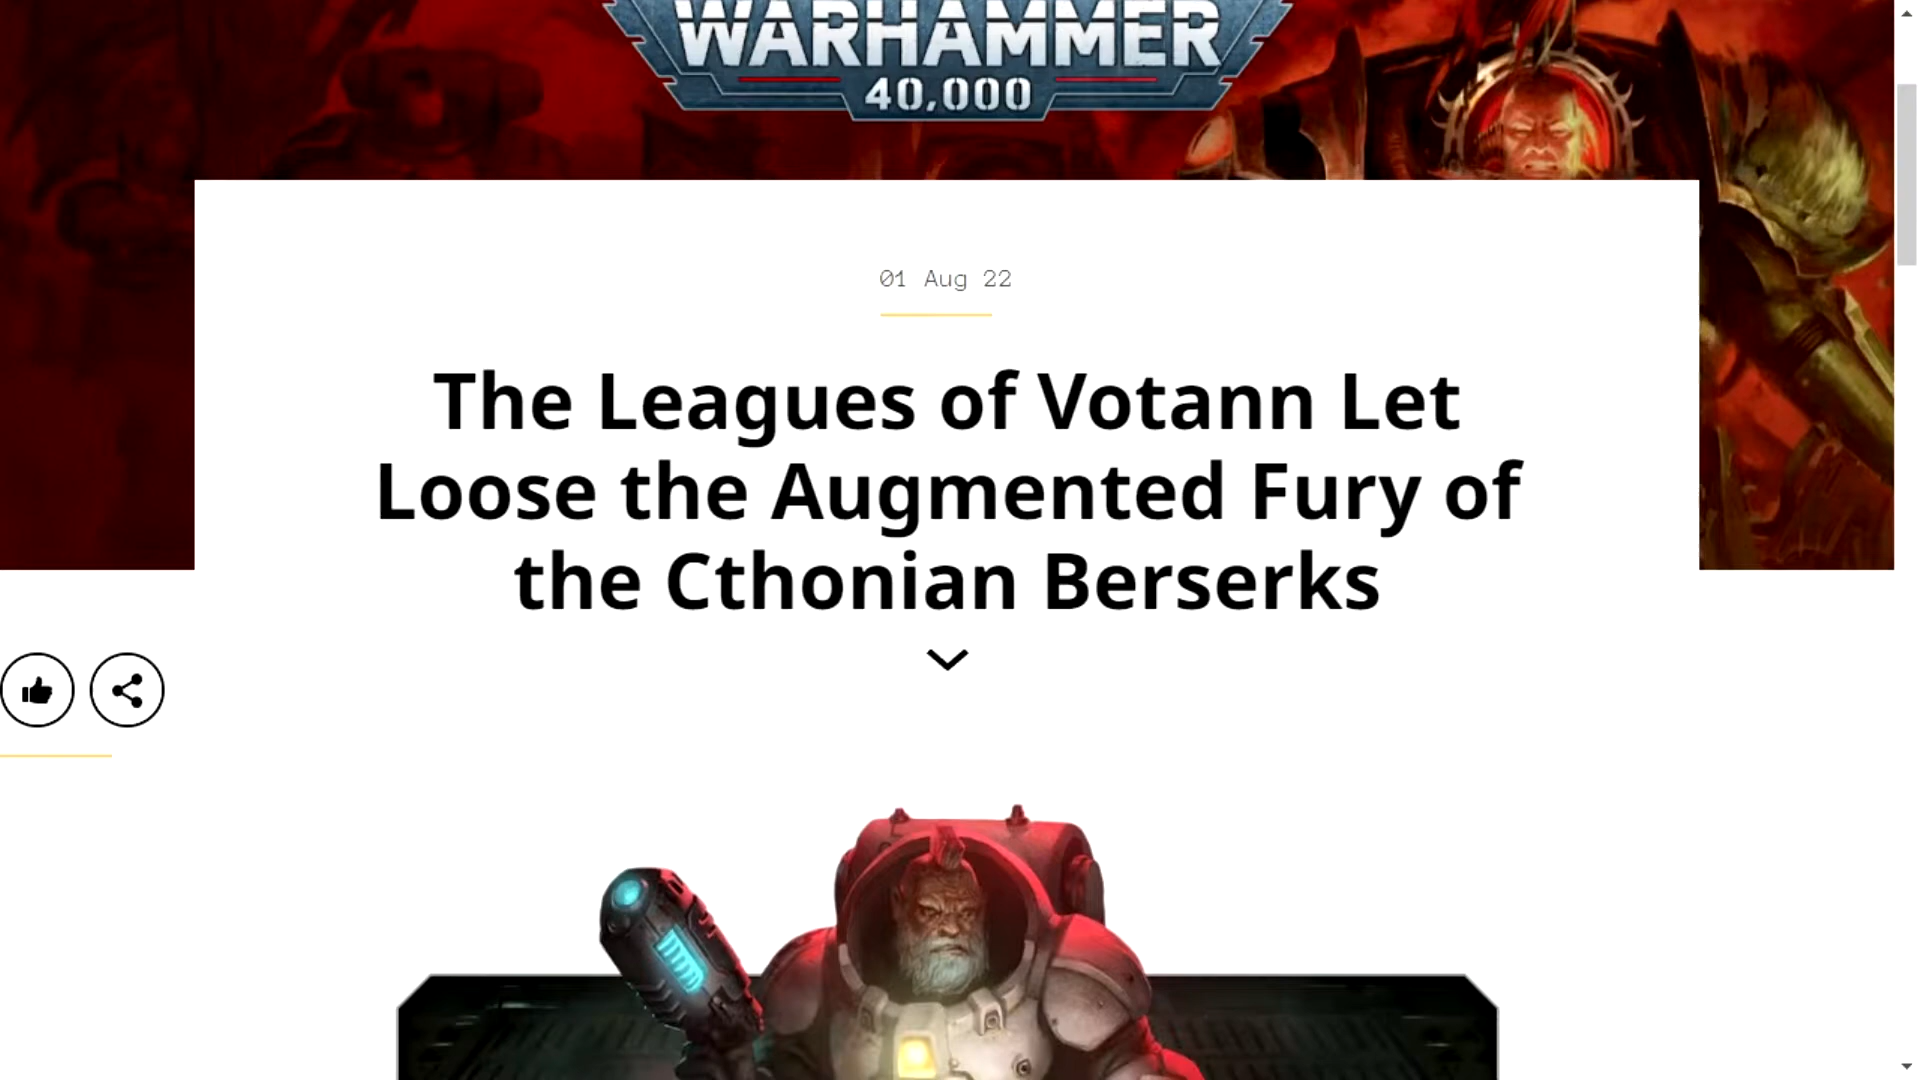 WARHAMMER
40,000
01 Aug 22
The Leagues of Votann Let
Loose the Augmented Fury of
the Cthonian Berserks